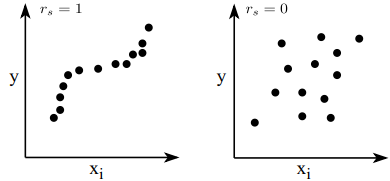 r_s = 1
y
x_i
r_s = 0
y
x_i